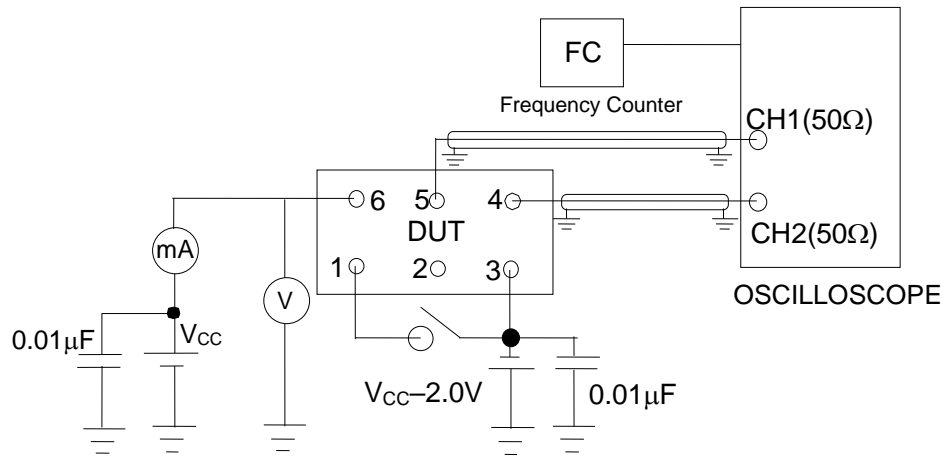 FC
Frequency Counter
CH1(50Ω)
6
5
4
DUT
mA
CH2(50Ω)
1
2
3
V
OSCILLOSCOPE
0.01μF
VCC
VCC–2.0V
0.01μF